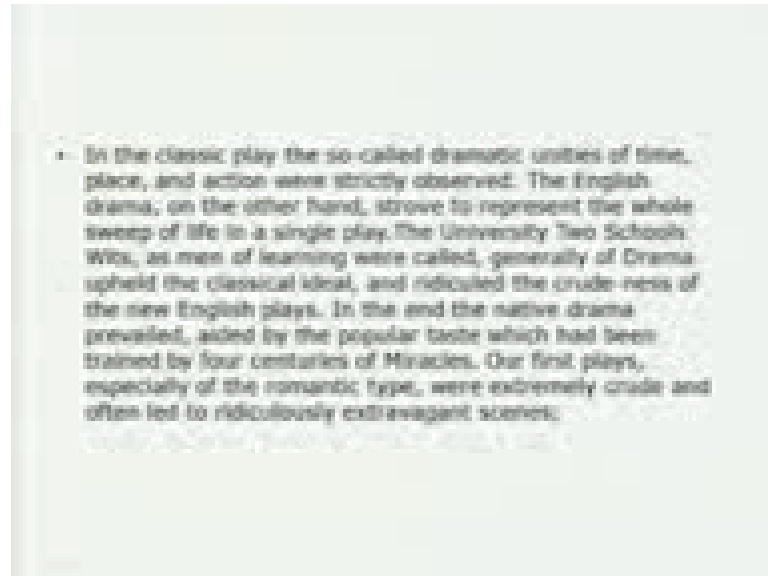 • In the classic play the so-called dramatic unities of time,
place, and action were strictly observed. The English
drama, on the other hand, strove to represent the whole
sweep of life in a single play.The University Two Schools
Wits, as men of learning were called, generally of Drama
upheld the classical ideal, and ridiculed the crude-ness of
the new English plays. In the end the native drama
prevailed, aided by the popular taste which had been
trained by four centuries of Miracles. Our first plays,
especially of the romantic type, were extremely crude and
often led to ridiculously extravagant scenes;